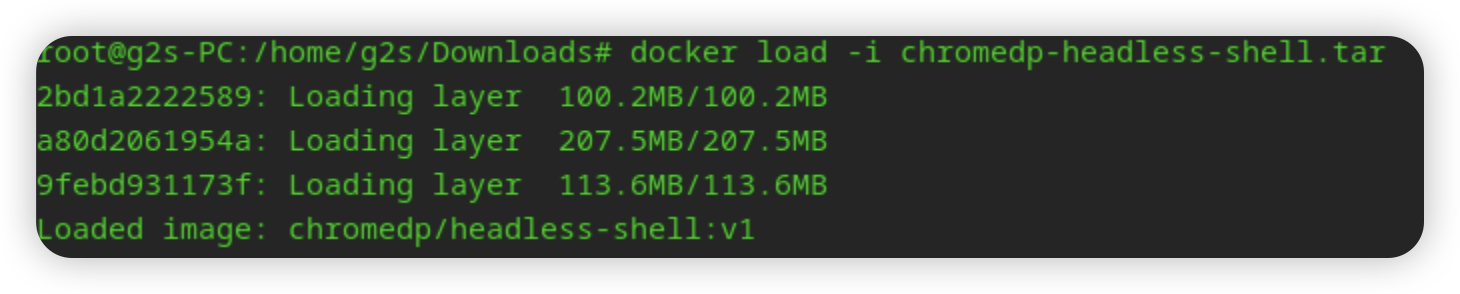 root@g2s-PC:/home/g2s/Downloads# docker load -i chromedp-headless-shell.tar
2bd1a2222589: Loading layer  100.2MB/100.2MB
a80d2061954a: Loading layer  207.5MB/207.5MB
9febd931173f: Loading layer  113.6MB/113.6MB
Loaded image: chromedp/headless-shell:v1